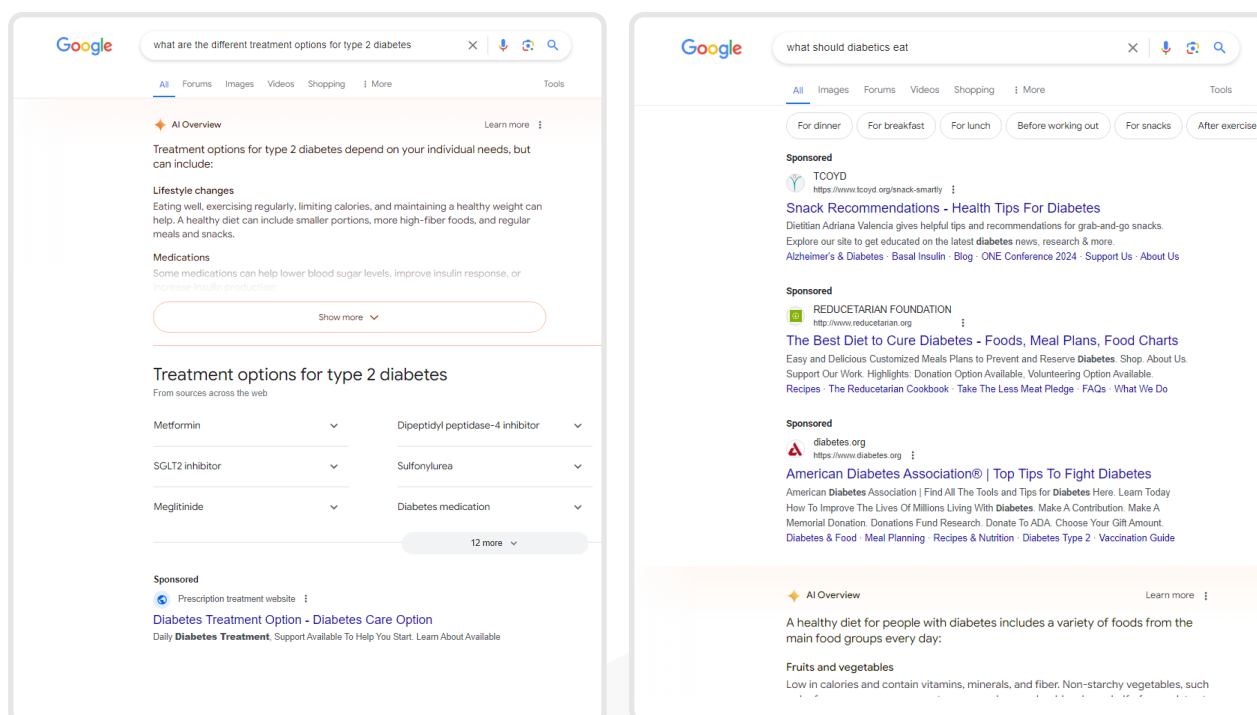 Google
what are the different treatment options for type 2 diabetes
All Forums Images Videos Shopping More Tools
AI Overview Learn more
Treatment options for type 2 diabetes depend on your individual needs, but
can include:
Lifestyle changes
Eating well, exercising regularly, limiting calories, and maintaining a healthy weight can
help. A healthy diet can include smaller portions, more high-fiber foods, and regular
meals and snacks.
Medications
Some medications can help lower blood sugar levels, improve insulin response, or
increase insulin production
Show more
Treatment options for type 2 diabetes
From sources across the web
Metformin Dipeptidyl peptidase-4 inhibitor
SGLT2 inhibitor Sulfonylurea
Meglitinide Diabetes medication
12 more
Sponsored
Prescription treatment website
Diabetes Treatment Option - Diabetes Care Option
Daily Diabetes Treatment, Support Available To Help You Start. Learn About Available
Google
what should diabetics eat
All Images Forums Videos Shopping More Tools
For dinner For breakfast For lunch Before working out For snacks After exercise
Sponsored
TCOYD
https://www.tcoyd.org/snack-smartly
Snack Recommendations - Health Tips For Diabetes
Dietitian Adriana Valencia gives helpful tips and recommendations for grab-and-go snacks.
Explore our site to get educated on the latest diabetes news, research & more.
Alzheimer's & Diabetes · Basal Insulin · Blog · ONE Conference 2024 · Support Us · About Us
Sponsored
REDUCETARIAN FOUNDATION
http://www.reducetarian.org
The Best Diet to Cure Diabetes - Foods, Meal Plans, Food Charts
Easy and Delicious Customized Meals Plans to Prevent and Reserve Diabetes. Shop. About Us.
Support Our Work. Highlights: Donation Option Available, Volunteering Option Available.
Recipes · The Reducetarian Cookbook · Take The Less Meat Pledge · FAQs · What We Do
Sponsored
diabetes.org
https://www.diabetes.org
American Diabetes Association® | Top Tips To Fight Diabetes
American Diabetes Association | Find All The Tools and Tips for Diabetes Here. Learn Today
How To Improve The Lives Of Millions Living With Diabetes. Make A Contribution. Make A
Memorial Donation. Donations Fund Research. Donate To ADA. Choose Your Gift Amount.
Diabetes & Food · Meal Planning · Recipes & Nutrition · Diabetes Type 2 · Vaccination Guide
AI Overview Learn more
A healthy diet for people with diabetes includes a variety of foods from the
main food groups every day:
Fruits and vegetables
Low in calories and contain vitamins, minerals, and fiber. Non-starchy vegetables, such